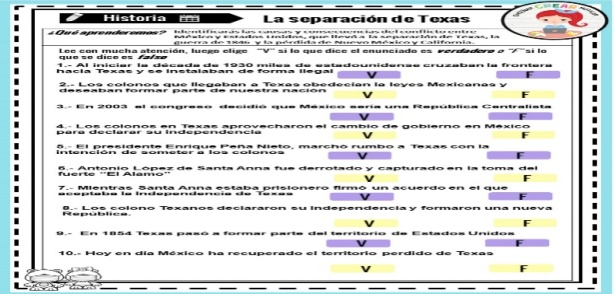 Historia La separación de Texas
¿Qué aprenderemos? Identificarás las causas y consecuencias del conflicto entre
México y Estados Unidos, que llevó a la separación de Texas, la
guerra de 1846 y la pérdida de Nuevo México y California.
Lee con mucha atención, luego elige "V" si lo que dice el enunciado es verdadero o "F" si lo
que se dice es falso
1.- Al iniciar la década de 1930 miles de estadounidenses cruzaban la frontera
hacia Texas y se instalaban de forma ilegal
V F
2.- Los colonos que llegaban a Texas obedecían la leyes Mexicanas y
deseaban formar parte de nuestra nación
V F
3.- En 2003 el congreso decidió que México sería una República Centralista
V F
4.- Los colonos en Texas aprovecharon el cambio de gobierno en México
para declarar su Independencia
V F
5.- El presidente Enrique Peña Nieto, marchó rumbo a Texas con la
intención de someter a los colonos
V F
6.- Antonio López de Santa Anna fue derrotado y capturado en la toma del
fuerte "El Alamo"
V F
7.- Mientras Santa Anna estaba prisionero firmó un acuerdo en el que
aceptaba la Independencia de Texas
V F
8.- Los colono Texanos declararon su Independencia y formaron una nueva
República.
V F
9.- En 1854 Texas pasó a formar parte del territorio de Estados Unidos
V F
10.- Hoy en día México ha recuperado el territorio perdido de Texas
V F